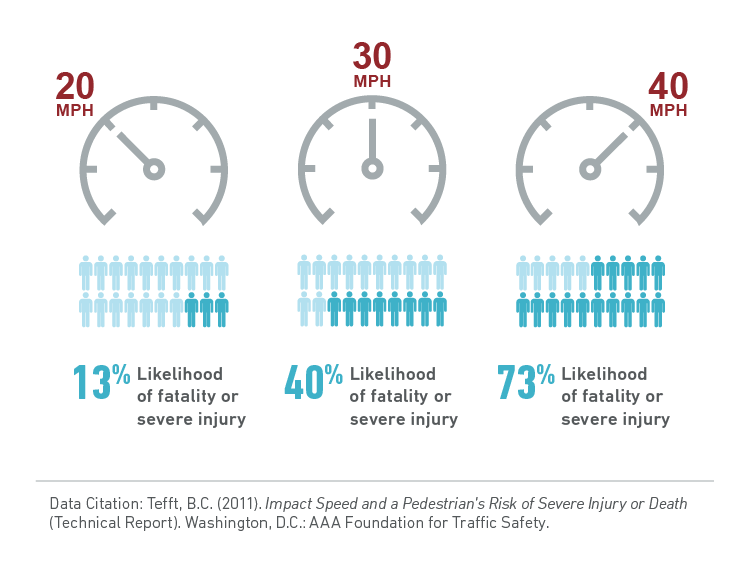 20
MPH
30
MPH
40
MPH
13% Likelihood
of fatality or
severe injury
40% Likelihood
of fatality or
severe injury
73% Likelihood
of fatality or
severe injury
Data Citation: Tefft, B.C. (2011). Impact Speed and a Pedestrian's Risk of Severe Injury or Death
(Technical Report). Washington, D.C.: AAA Foundation for Traffic Safety.